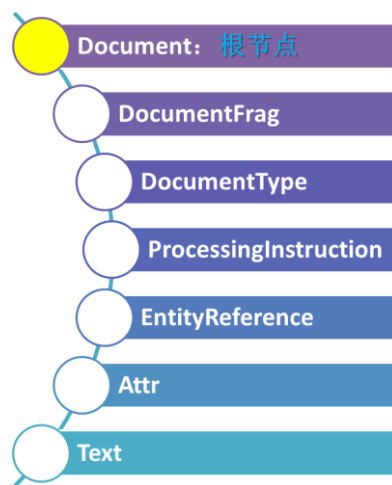 Document：根节点
DocumentFrag
DocumentType
ProcessingInstruction
EntityReference
Attr
Text